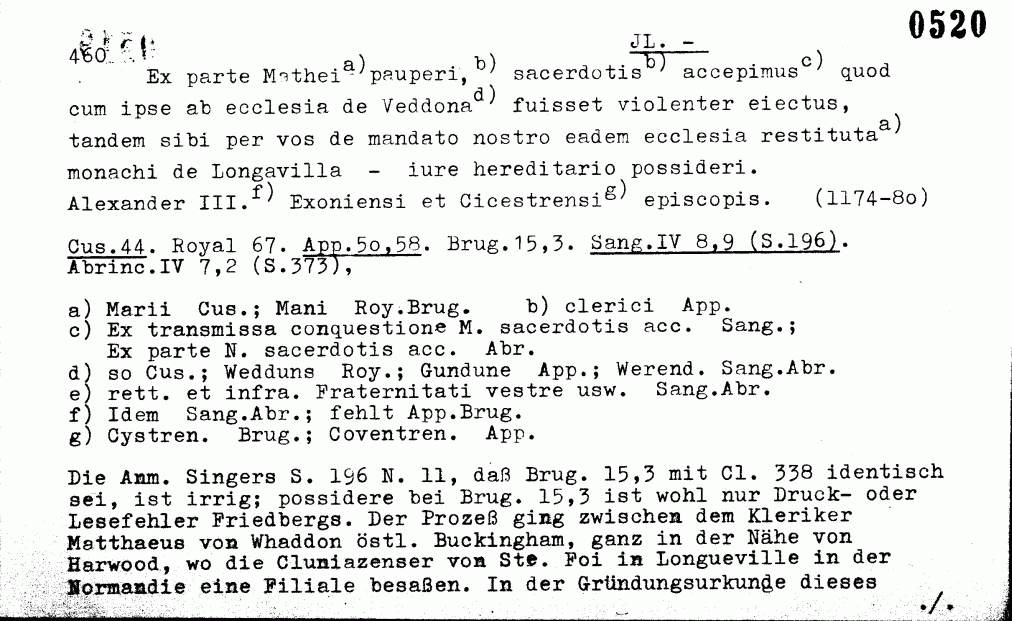 0520
460
JL. -
Ex parte Mathei a) pauperi, b) sacerdotis b) accepimus c) quod
cum ipse ab ecclesia de Veddona d) fuisset violenter eiectus,
tandem sibi per vos de mandato nostro eadem ecclesia restituta a)
monachi de Longavilla - iure hereditario possideri.
Alexander III. f) Exoniensi et Cicestrensi g) episcopis. (1174-8o)
Cus.44. Royal 67. App.5o,58. Brug.15,3. Sang.IV 8,9 (S.196).
Abrinc.IV 7,2 (S.373),
a) Marii Cus.; Mani Roy.Brug. b) clerici App.
c) Ex transmissa conquestione M. sacerdotis acc. Sang.;
Ex parte N. sacerdotis acc. Abr.
d) so Cus.; Wedduns Roy.; Gundune App.; Werend. Sang.Abr.
e) rett. et infra. Fraternitati vestre usw. Sang.Abr.
f) Idem Sang.Abr.; fehlt App.Brug.
g) Cystren. Brug.; Coventren. App.
Die Anm. Singers S. 196 N. 11, daß Brug. 15,3 mit Cl. 338 identisch
sei, ist irrig; possidere bei Brug. 15,3 ist wohl nur Druck- oder
Lesefehler Friedbergs. Der Prozeß ging zwischen dem Kleriker
Matthaeus von Whaddon östl. Buckingham, ganz in der Nähe von
Harwood, wo die Cluniazenser von Ste. Foi in Longueville in der
Normandie eine Filiale besaßen. In der Gründungsurkunde dieses
./.